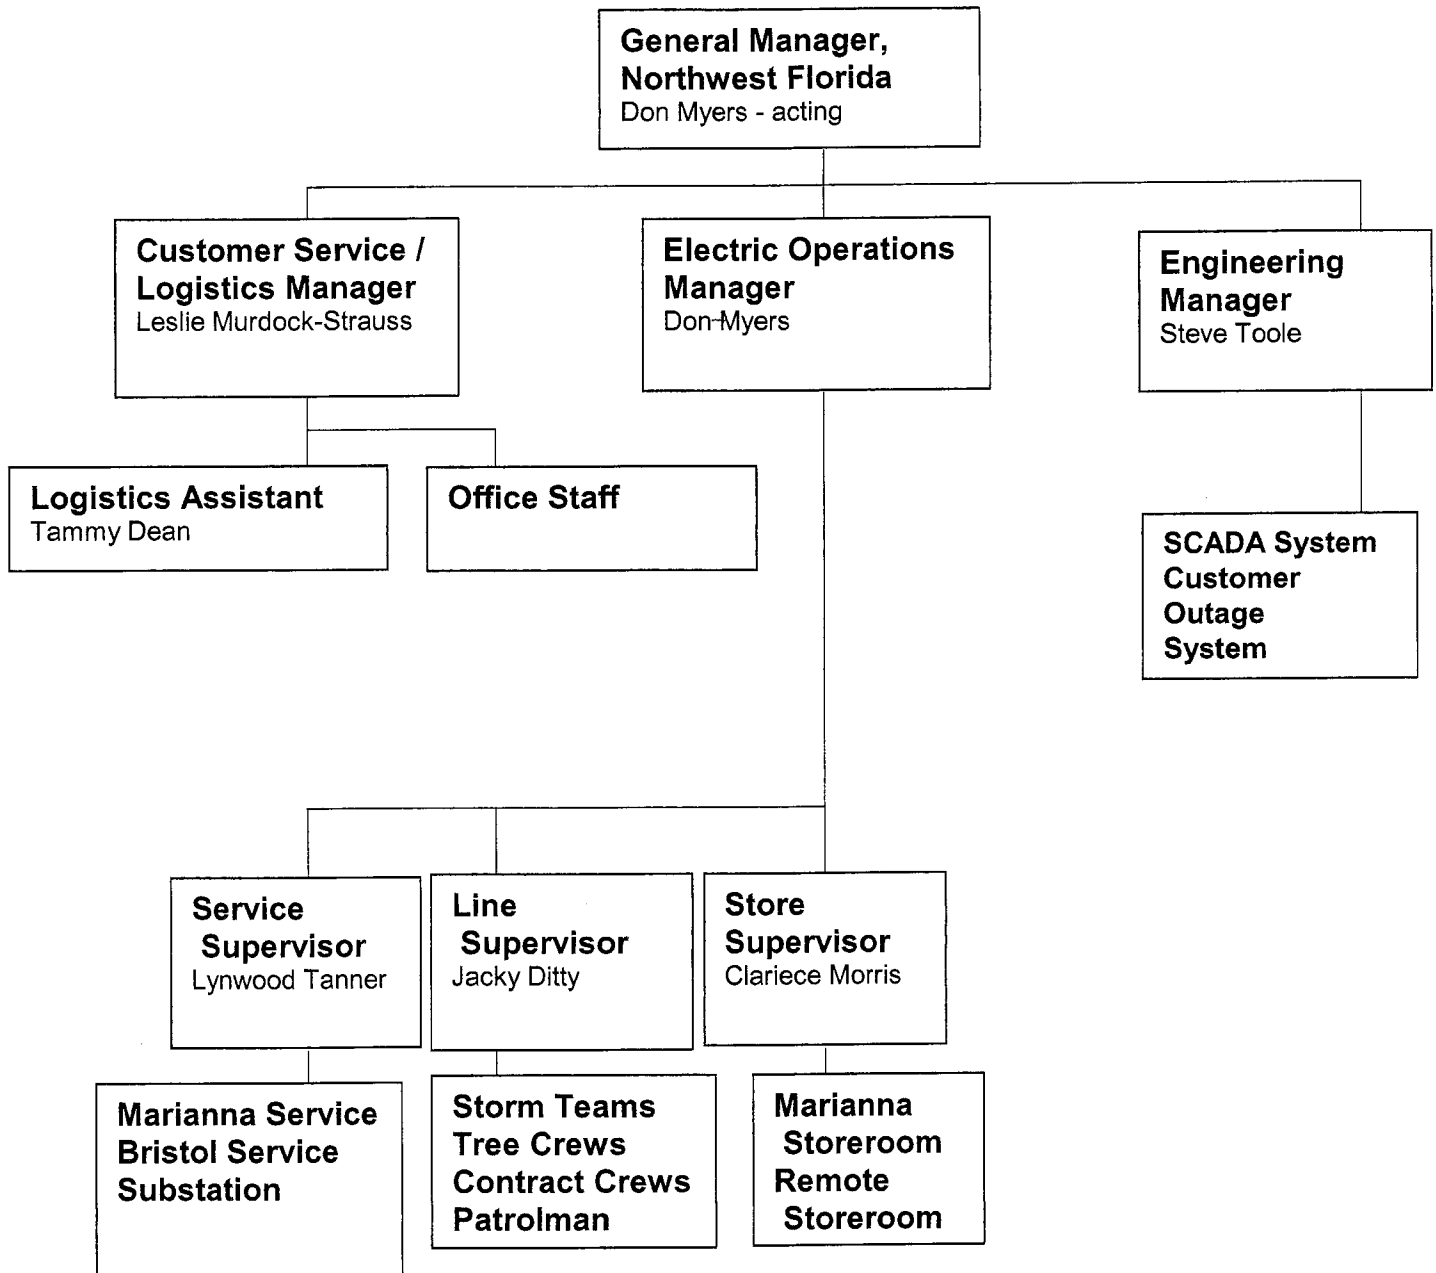 General Manager,
Northwest Florida
Don Myers - acting
Customer Service /
Logistics Manager
Leslie Murdock-Strauss
Electric Operations
Manager
Don Myers
Engineering
Manager
Steve Toole
Logistics Assistant
Tammy Dean
Office Staff
SCADA System
Customer
Outage
System
Service
Supervisor
Lynwood Tanner
Line
Supervisor
Jacky Ditty
Store
Supervisor
Clariece Morris
Marianna Service
Bristol Service
Substation
Storm Teams
Tree Crews
Contract Crews
Patrolman
Marianna
Storeroom
Remote
Storeroom